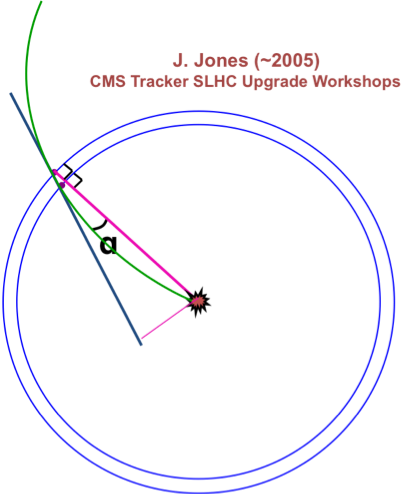 J. Jones (~2005)
CMS Tracker SLHC Upgrade Workshops
α